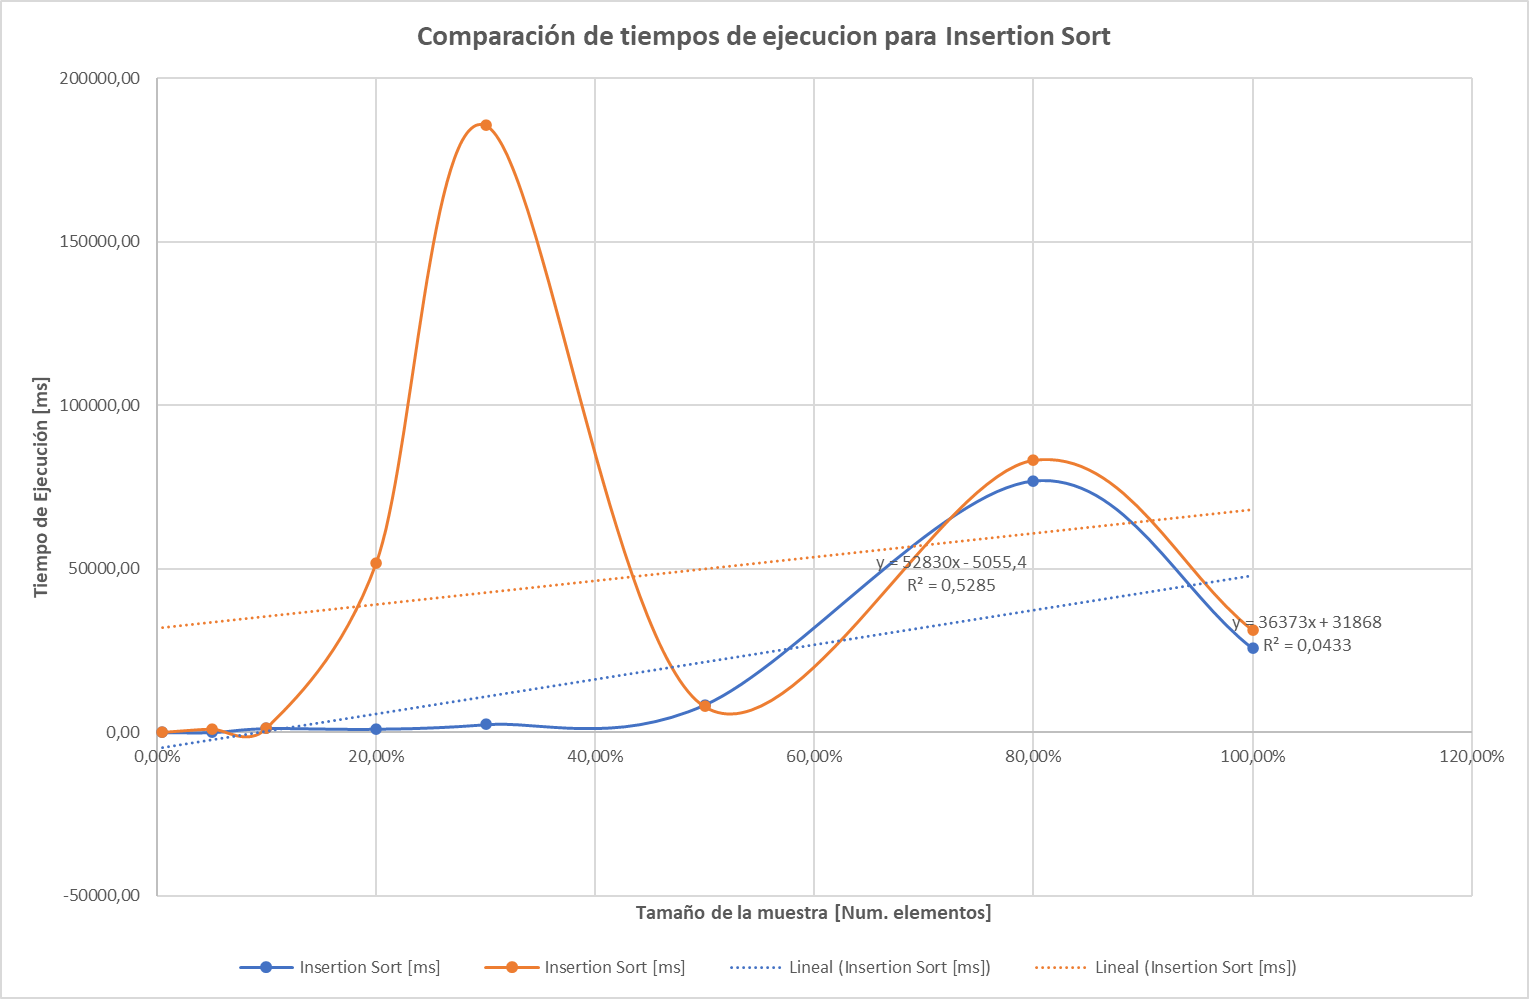 Comparación de tiempos de ejecucion para Insertion Sort
200000,00
150000,00
100000,00
50000,00
0,00
-50000,00
Tiempo de Ejecución [ms]
y = 52830x - 5055,4
R² = 0,5285
y = 36373x + 31868
R² = 0,0433
0,00% 20,00% 40,00% 60,00% 80,00% 100,00% 120,00%
Tamaño de la muestra [Num. elementos]
Insertion Sort [ms] Insertion Sort [ms] Lineal (Insertion Sort [ms]) Lineal (Insertion Sort [ms])